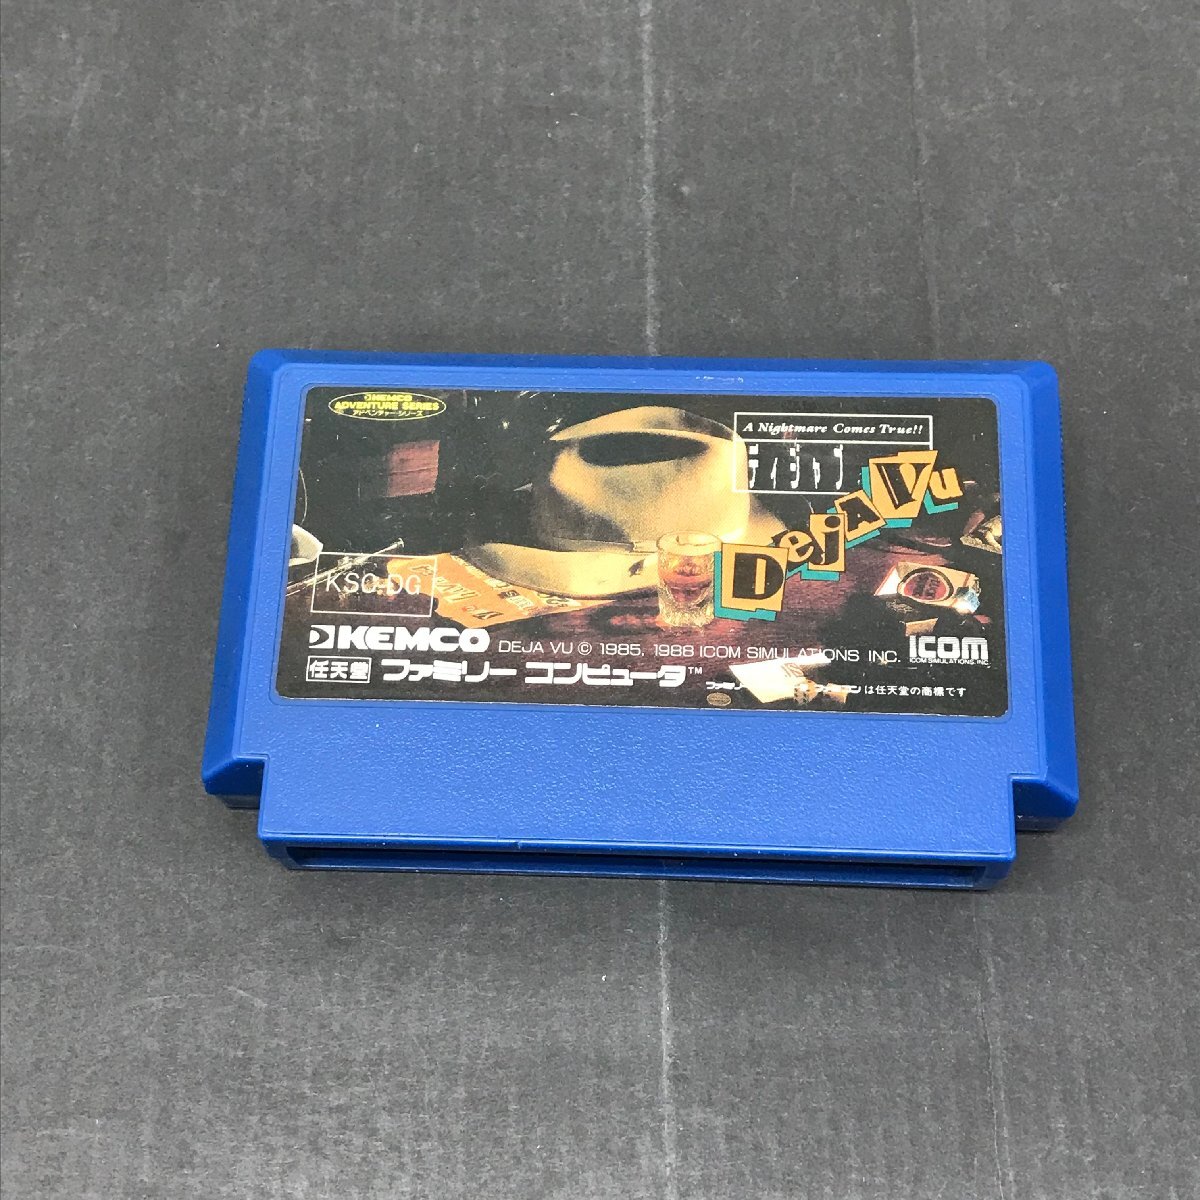 KEMCO
ADVENTURE SERIES
アドベンチャー・シリーズ
A Nightmare Comes True!!
ディジャブ
Deja Vu
KSC-DG
KEMCO DEJA VU © 1985, 1988 ICOM SIMULATIONS INC.
ICOM
ICOM SIMULATIONS, INC.
任天堂 ファミリー コンピュータ™
は任天堂の商標です